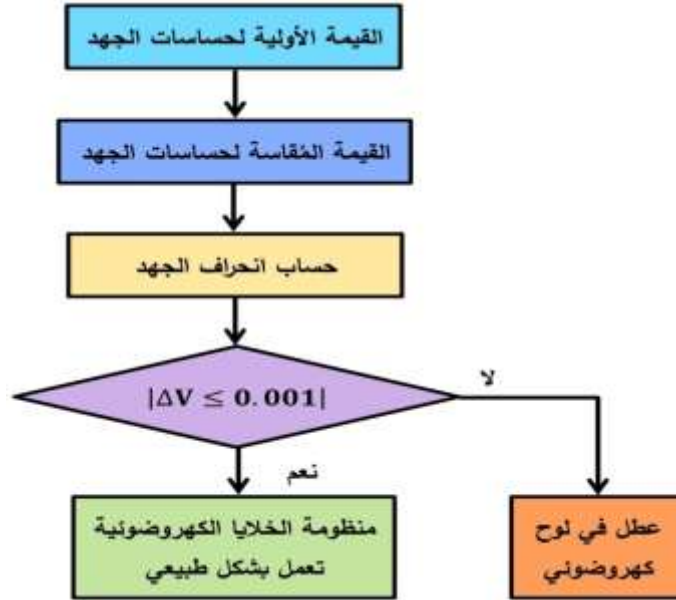 القيمة الأولية لحساسات الجهد
القيمة المُقاسة لحساسات الجهد
حساب انحراف الجهد
|ΔV ≤ 0.001|
لا
نعم
منظومة الخلايا الكهروضوئية
تعمل بشكل طبيعي
عطل في لوح
كهروضوئي